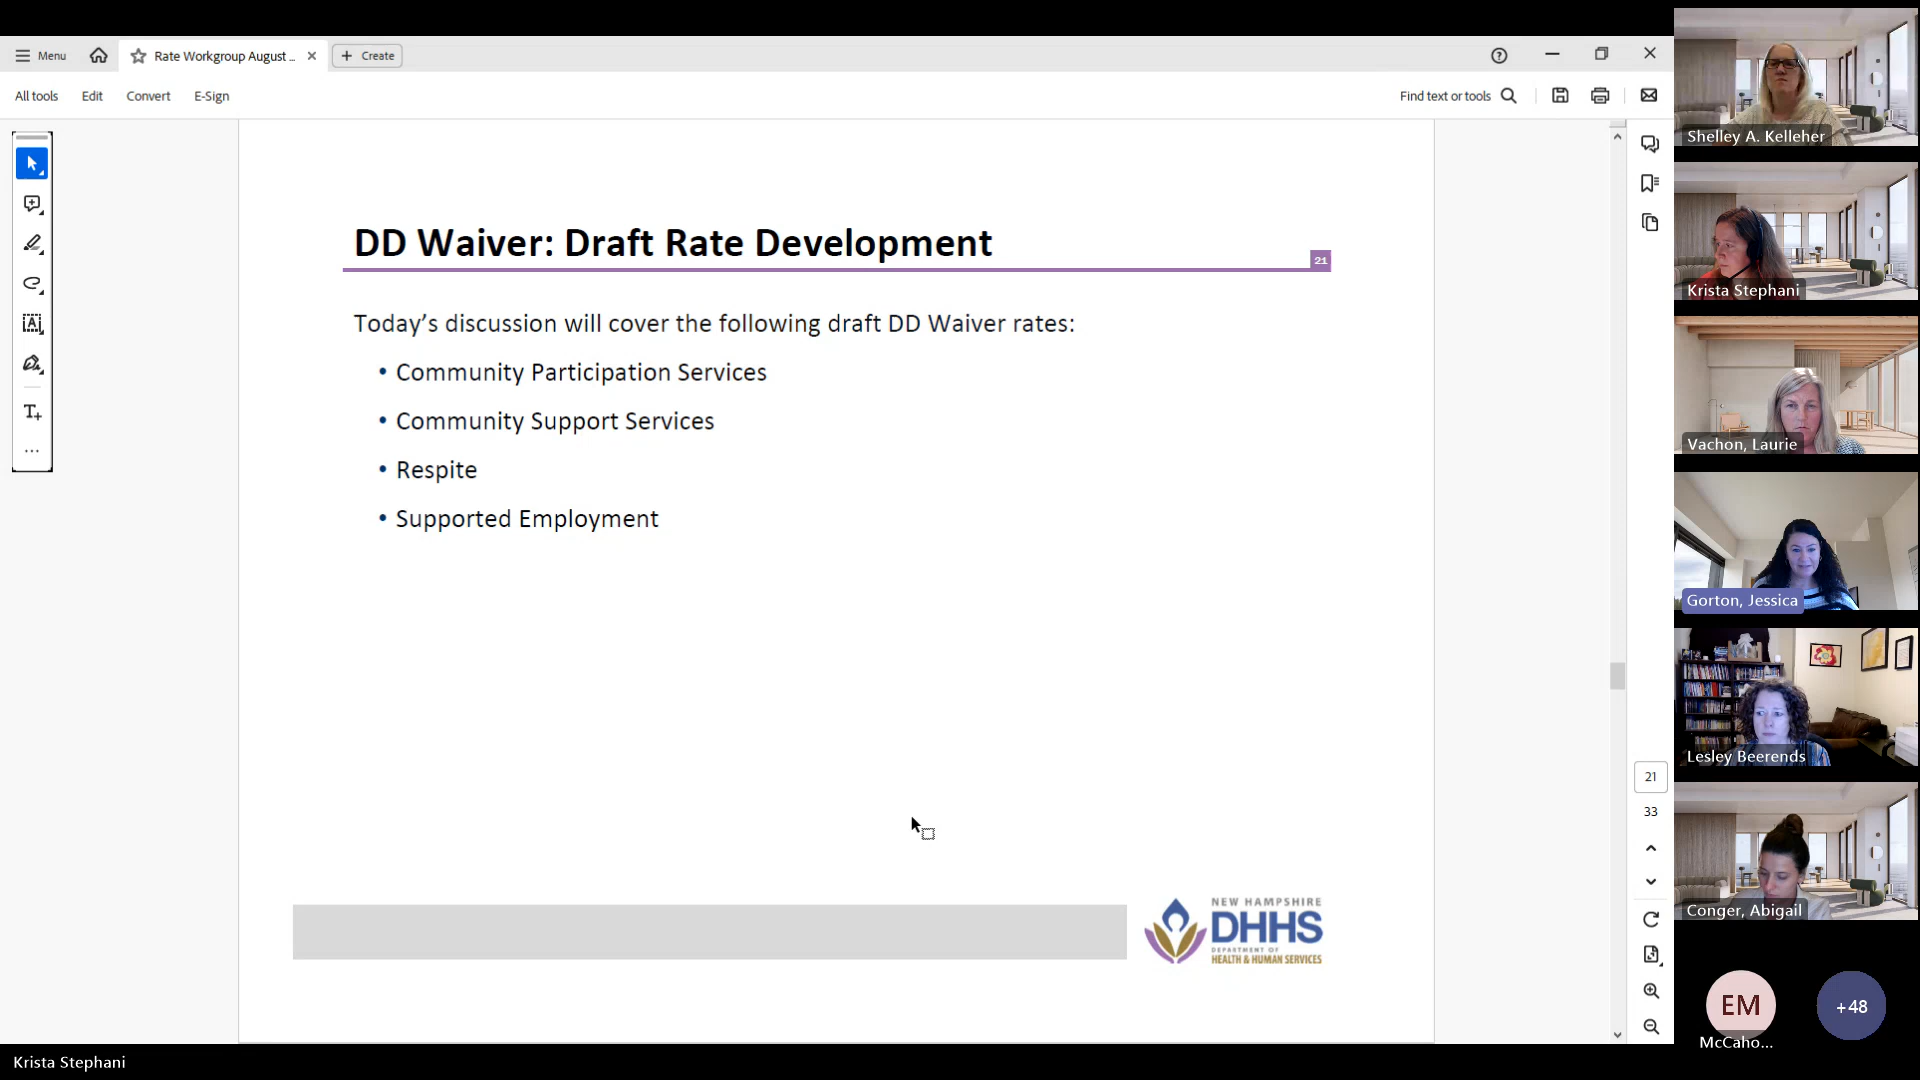 Menu
Rate Workgroup August ...
Create
All tools
Edit
Convert
E-Sign
Find text or tools
DD Waiver: Draft Rate Development
21
Today's discussion will cover the following draft DD Waiver rates:
• Community Participation Services
• Community Support Services
• Respite
• Supported Employment
NEW HAMPSHIRE
DHHS
DEPARTMENT OF
HEALTH & HUMAN SERVICES
21
33
Shelley A. Kelleher
Krista Stephani
Vachon, Laurie
Gorton, Jessica
Lesley Beerends
Conger, Abigail
EM
+48
McCaho...
Krista Stephani